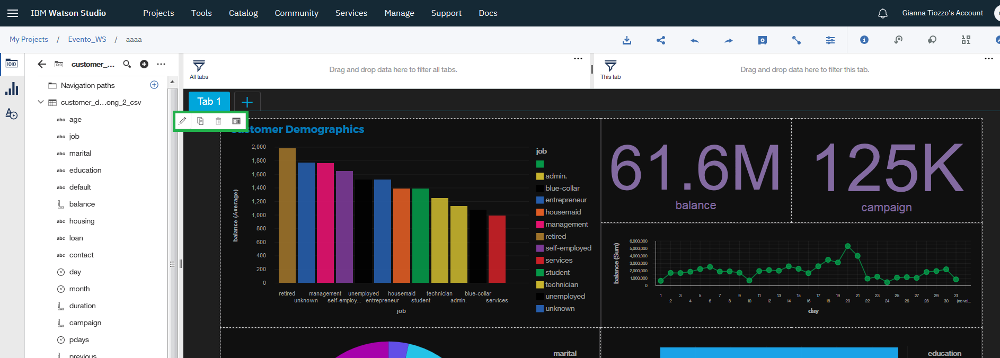 IBM Watson Studio
Projects
Tools
Catalog
Community
Services
Manage
Support
Docs
Gianna Tiozzo's Account
My Projects / Evento_WS / aaaa
customer_...
Navigation paths
customer_d...ong_2_csv
abc age
abc job
abc marital
abc education
abc default
balance
abc housing
abc loan
abc contact
day
month
duration
campaign
pdays
previous
All tabs
Drag and drop data here to filter all tabs.
This tab
Drag and drop data here to filter this tab.
Tab 1
Customer Demographics
balance (Average)
2,000
1,800
1,600
1,400
1,200
1,000
800
600
400
200
0
retired
unknown
management
self-employ...
unemployed
entrepreneur
housemaid
student
technician
admin.
blue-collar
services
job
job
admin.
blue-collar
entrepreneur
housemaid
management
retired
self-employed
services
student
technician
unemployed
unknown
61.6M
balance
125K
campaign
balance (Sum)
6,000,000
5,000,000
4,000,000
3,000,000
2,000,000
1,000,000
0
1 3 5 7 9 11 13 15 17 19 21 23 25 27 29 31
2 4 6 8 10 12 14 16 18 20 22 24 26 28 30 (no val...
day
marital
education